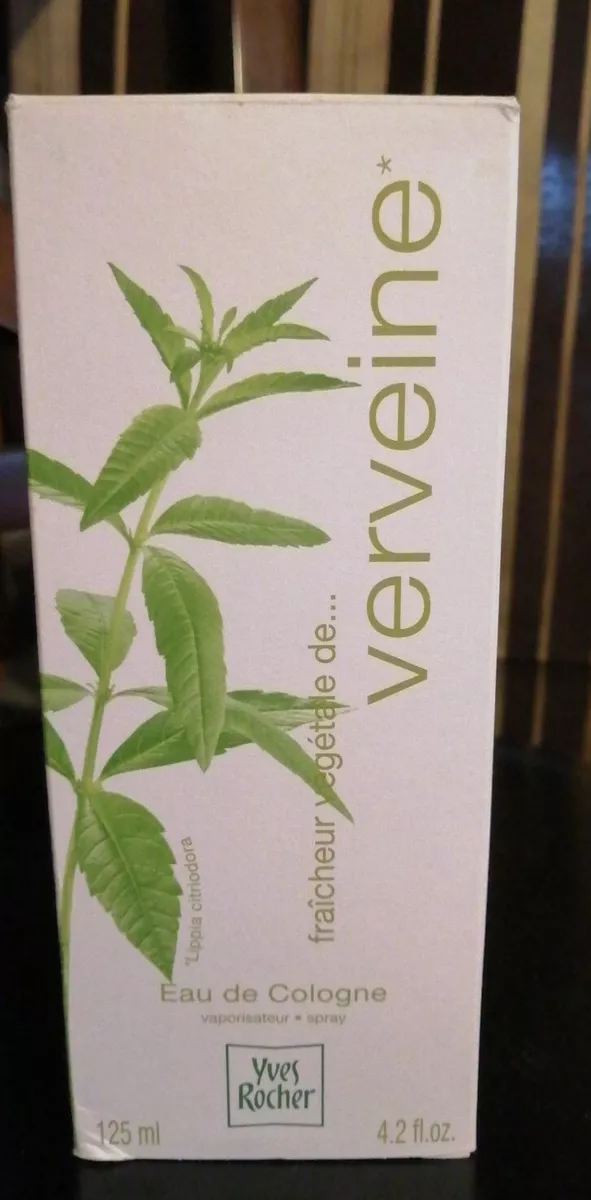 verveine*
fraîcheur végétale de...
*Lippia citriodora
Eau de Cologne
vaporisateur • spray
Yves
Rocher
125 ml
4.2 fl.oz.